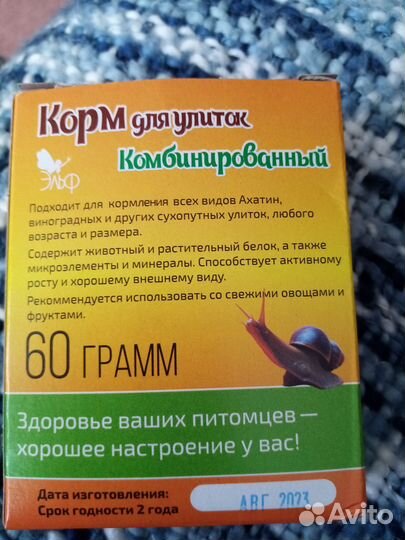 Корм для улиток
Комбинированный
ЭЛЬФ
Подходит для кормления всех видов Ахатин,
виноградных и других сухопутных улиток, любого
возраста и размера.
Содержит животный и растительный белок, а также
микроэлементы и минералы. Способствует активному
росту и хорошему внешнему виду.
Рекоммендуется использовать со свежими овощами и
фруктами.
60 ГРАММ
Здоровье ваших питомцев —
хорошее настроение у вас!
Дата изготовления:
Срок годности 2 года
АВГ. 2023
Avito